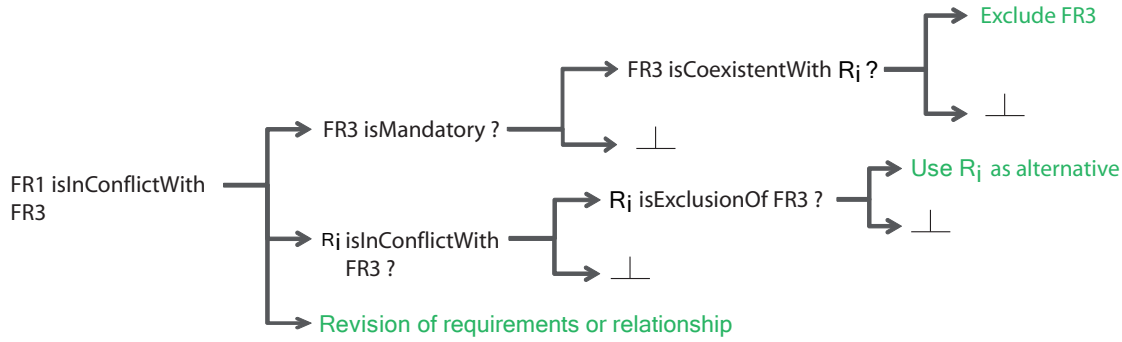 Exclude FR3
FR3 isCoexistentWith Ri ?
FR3 isMandatory ?
⊥
⊥
FR1 isInConflictWith
FR3
Use Ri as alternative
Ri isExclusionOf FR3 ?
⊥
Ri isInConflictWith
FR3 ?
⊥
Revision of requirements or relationship